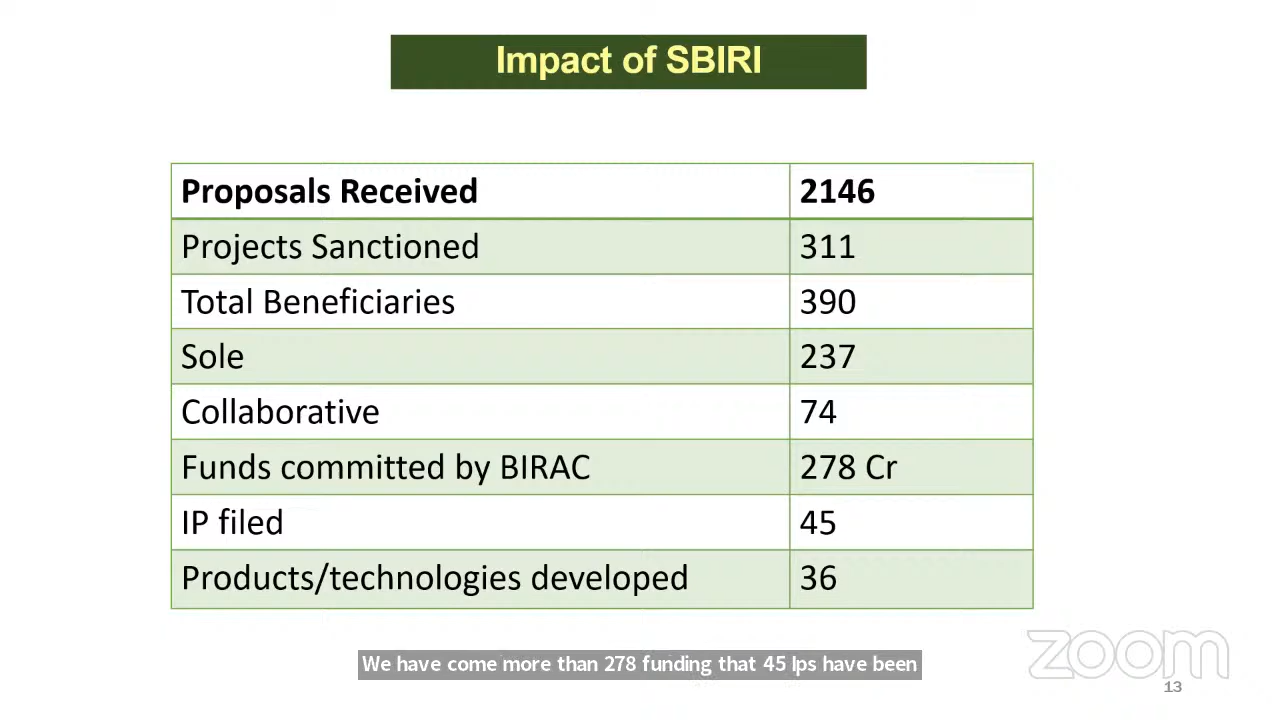 Impact of SBIRI
Proposals Received 2146
Projects Sanctioned 311
Total Beneficiaries 390
Sole 237
Collaborative 74
Funds committed by BIRAC 278 Cr
IP filed 45
Products/technologies developed 36
We have come more than 278 funding that 45 Ips have been
zoom
13